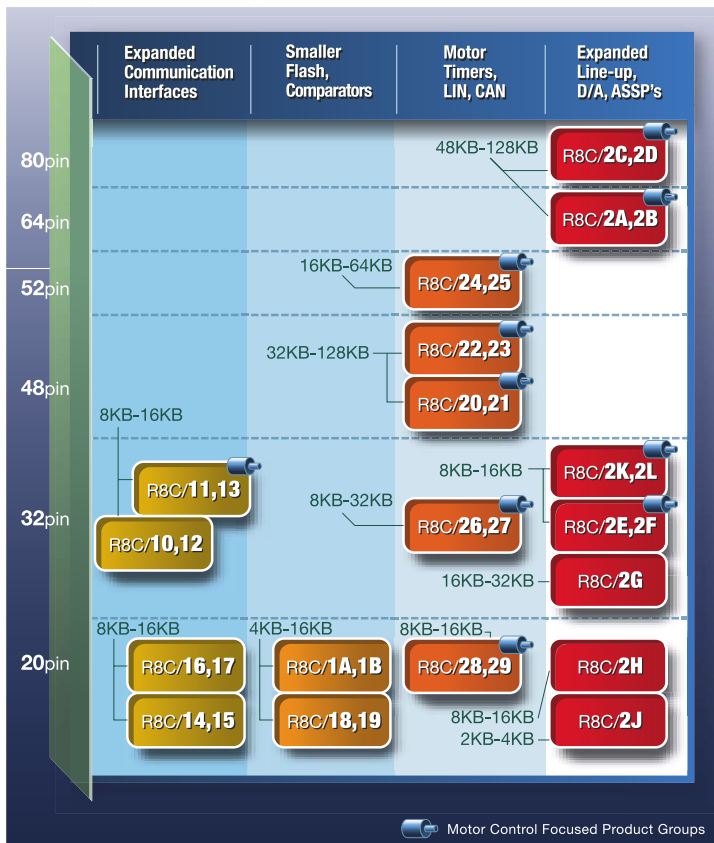 Expanded
Communication
Interfaces
Smaller
Flash,
Comparators
Motor
Timers,
LIN, CAN
Expanded
Line-up,
D/A, ASSP's
80pin
48KB-128KB
R8C/2C,2D
64pin
R8C/2A,2B
52pin
16KB-64KB
R8C/24,25
48pin
32KB-128KB
R8C/22,23
R8C/20,21
32pin
8KB-16KB
R8C/11,13
R8C/10,12
8KB-32KB
R8C/26,27
8KB-16KB
R8C/2K,2L
R8C/2E,2F
16KB-32KB
R8C/2G
20pin
8KB-16KB
R8C/16,17
R8C/14,15
4KB-16KB
R8C/1A,1B
R8C/18,19
8KB-16KB
R8C/28,29
R8C/2H
8KB-16KB
2KB-4KB
R8C/2J
Motor Control Focused Product Groups